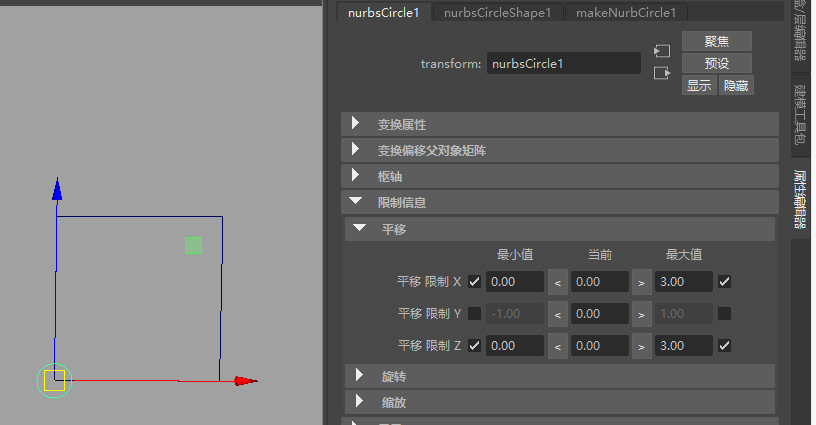 nurbsCircle1 nurbsCircleShape1 makeNurbCircle1
transform: nurbsCircle1
聚焦
预设
显示 隐藏
变换属性
变换偏移父对象矩阵
枢轴
限制信息
平移
最小值 当前 最大值
平移 限制 X 0.00 < 0.00 > 3.00
平移 限制 Y -1.00 < 0.00 > 1.00
平移 限制 Z 0.00 < 0.00 > 3.00
旋转
缩放
/层编辑器
建模工具包
属性编辑器